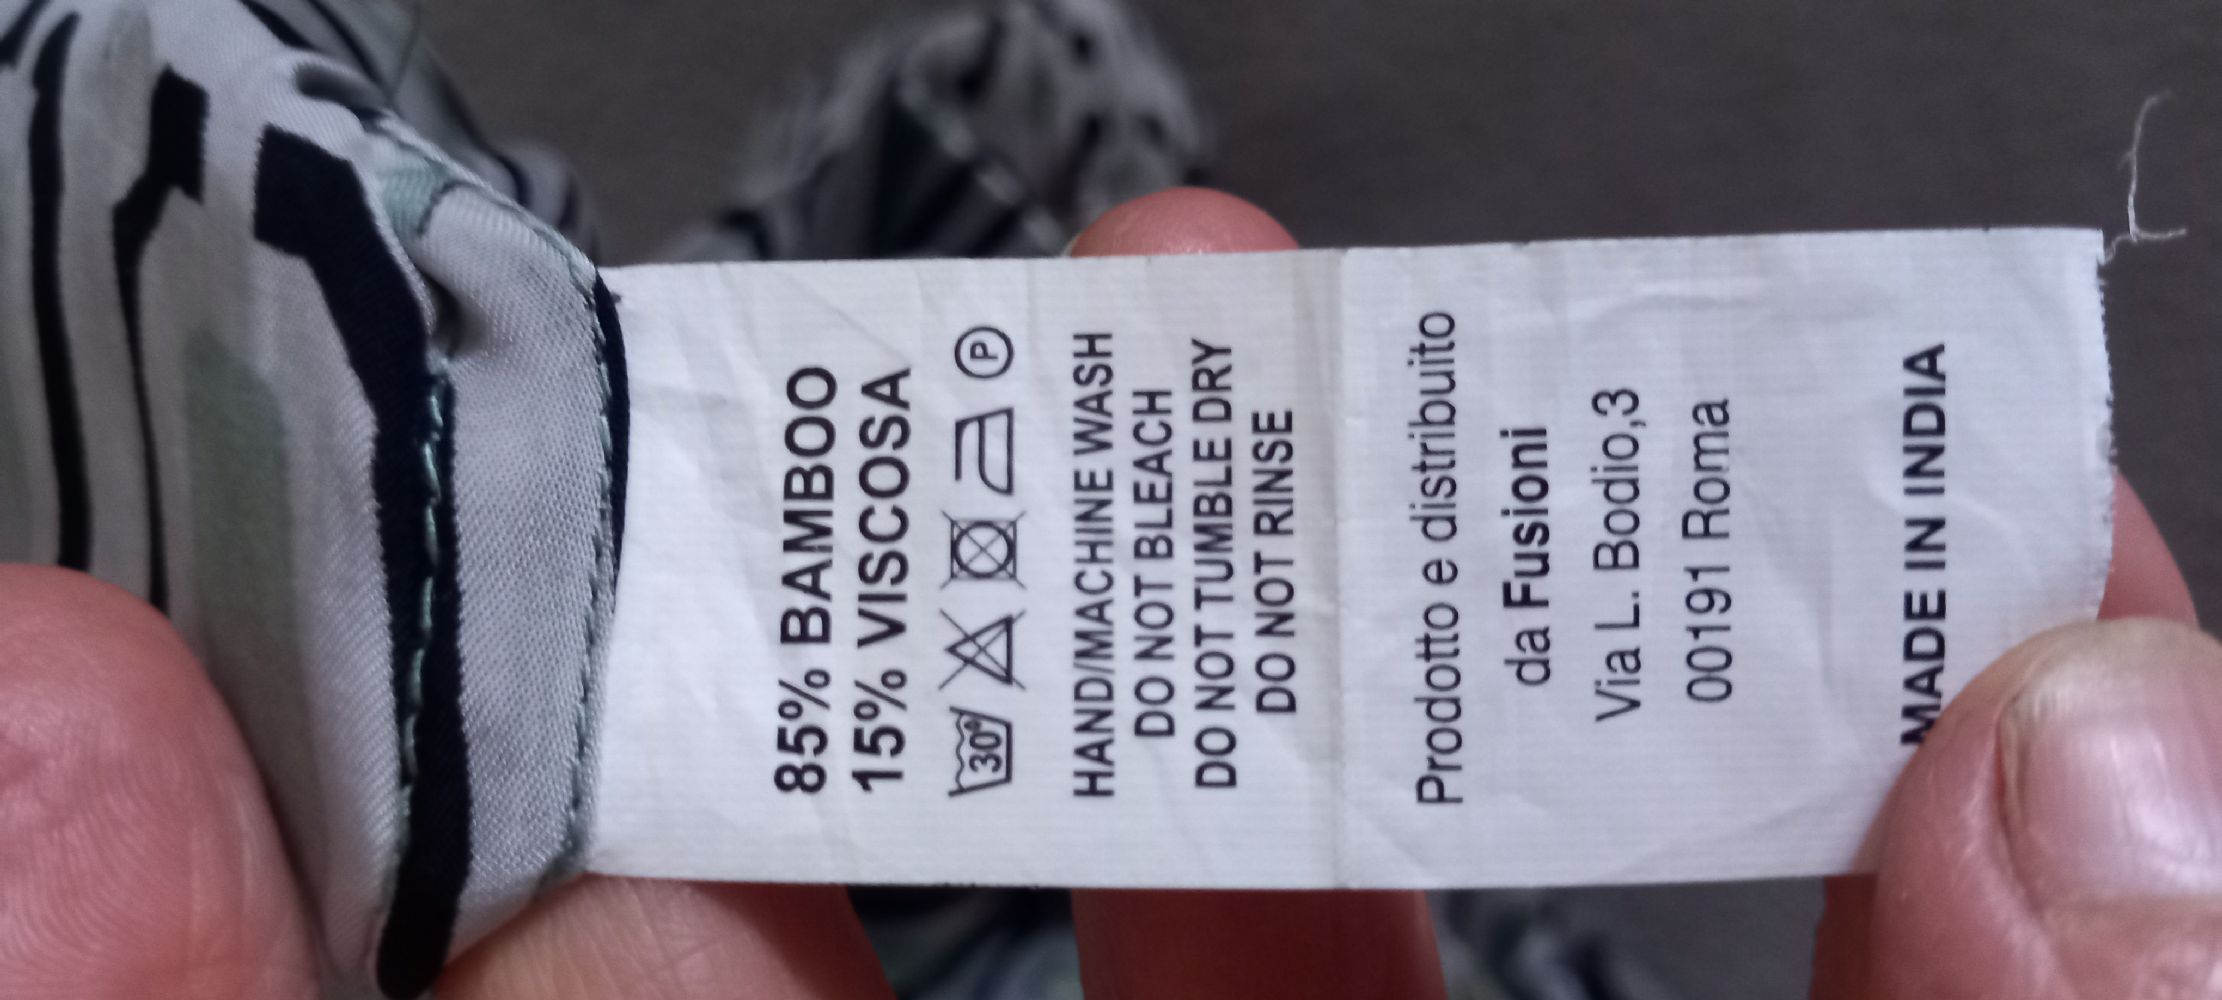 85% BAMBOO
15% VISCOSA
30° P
HAND/MACHINE WASH
DO NOT BLEACH
DO NOT TUMBLE DRY
DO NOT RINSE
Prodotto e distribuito
da Fusioni
Via L. Bodio,3
00191 Roma
MADE IN INDIA